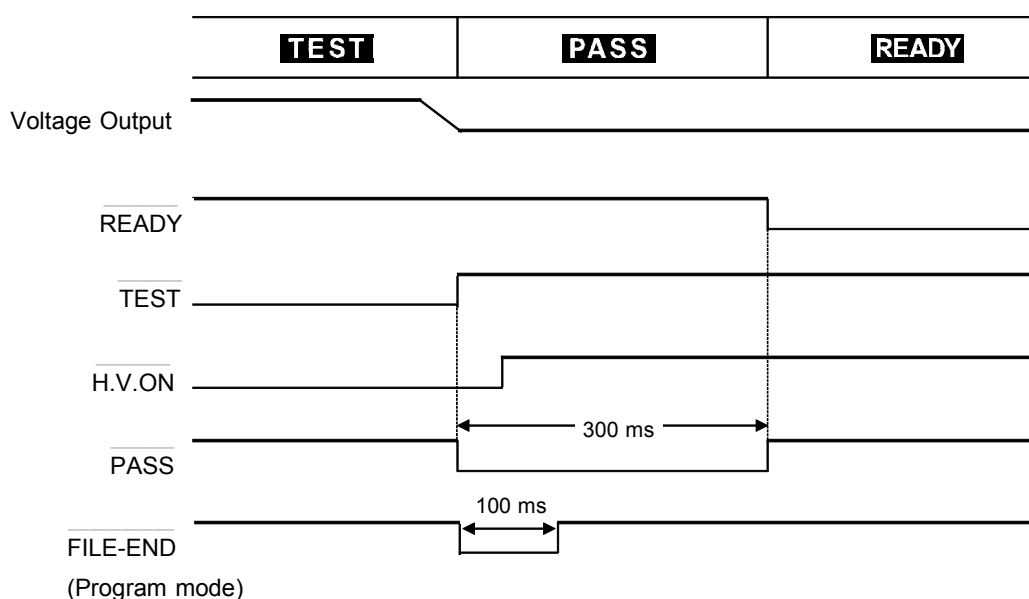 TEST PASS READY
Voltage Output
READY
TEST
H.V.ON
300 ms
PASS
100 ms
FILE-END
(Program mode)